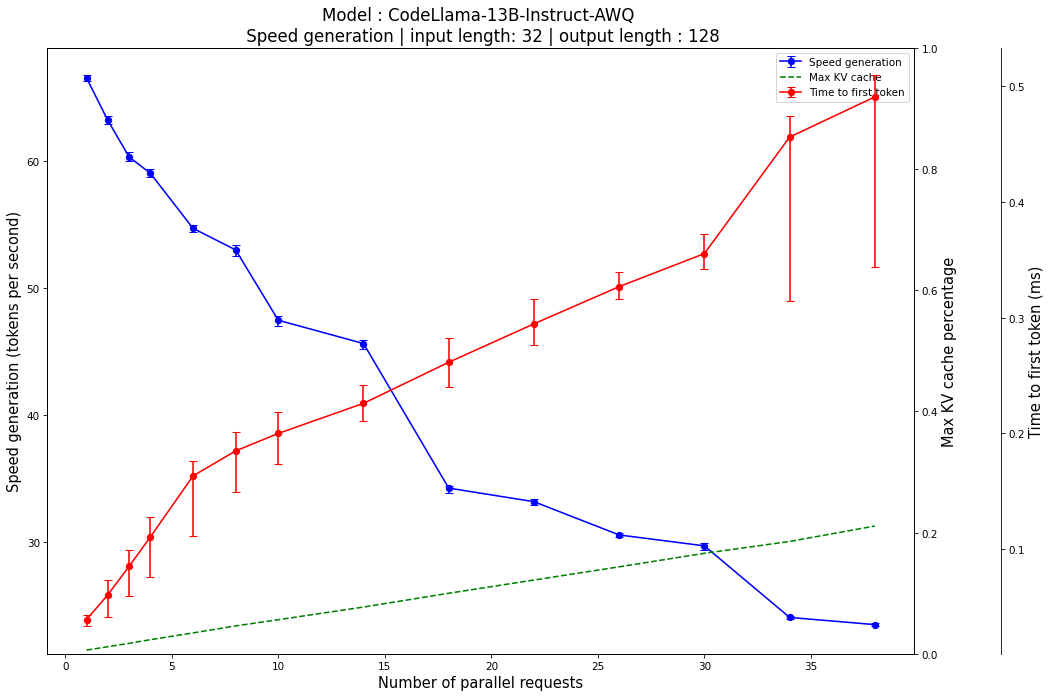 Model : CodeLlama-13B-Instruct-AWQ
Speed generation | input length: 32 | output length : 128
Speed generation
Max KV cache
Time to first token
Speed generation (tokens per second)
60
50
40
30
1.0
0.8
0.6
0.4
0.2
0.0
Max KV cache percentage
0.5
0.4
0.3
0.2
0.1
Time to first token (ms)
0 5 10 15 20 25 30 35
Number of parallel requests